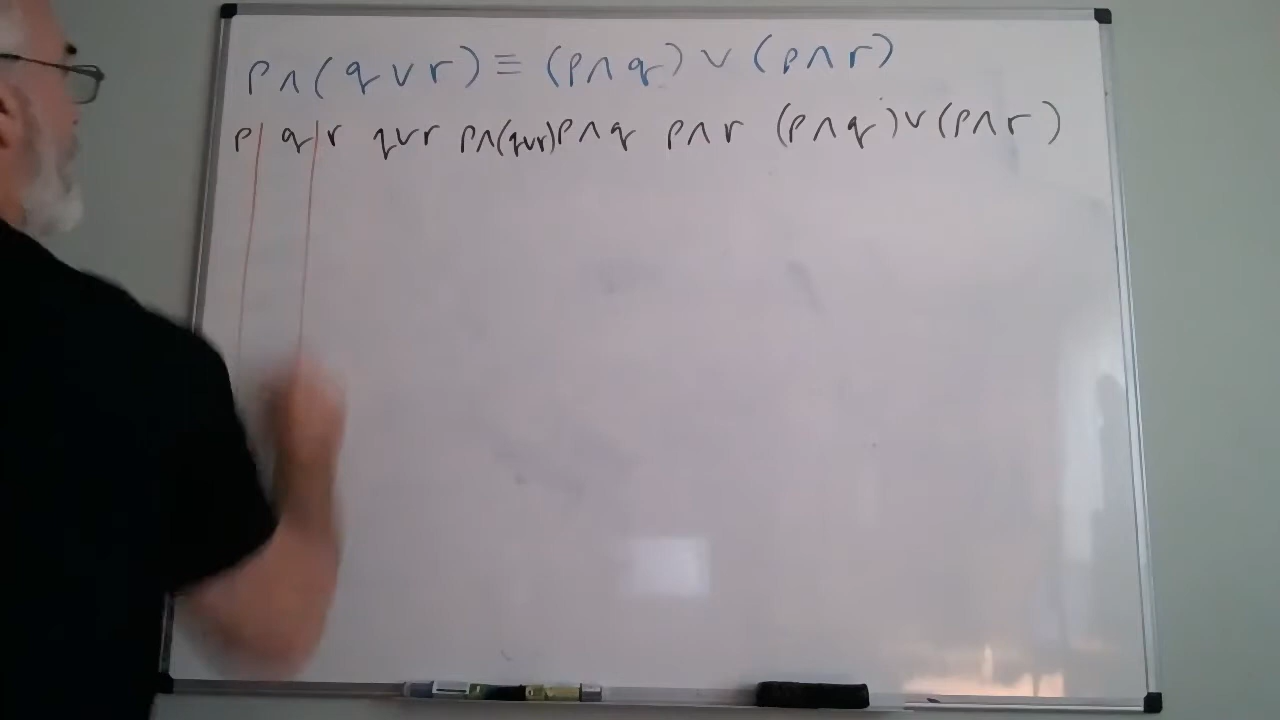 p∧(q∨r)≡(p∧q)∨(p∧r)
p q r q∨r p∧(q∨r) p∧q p∧r (p∧q)∨(p∧r)